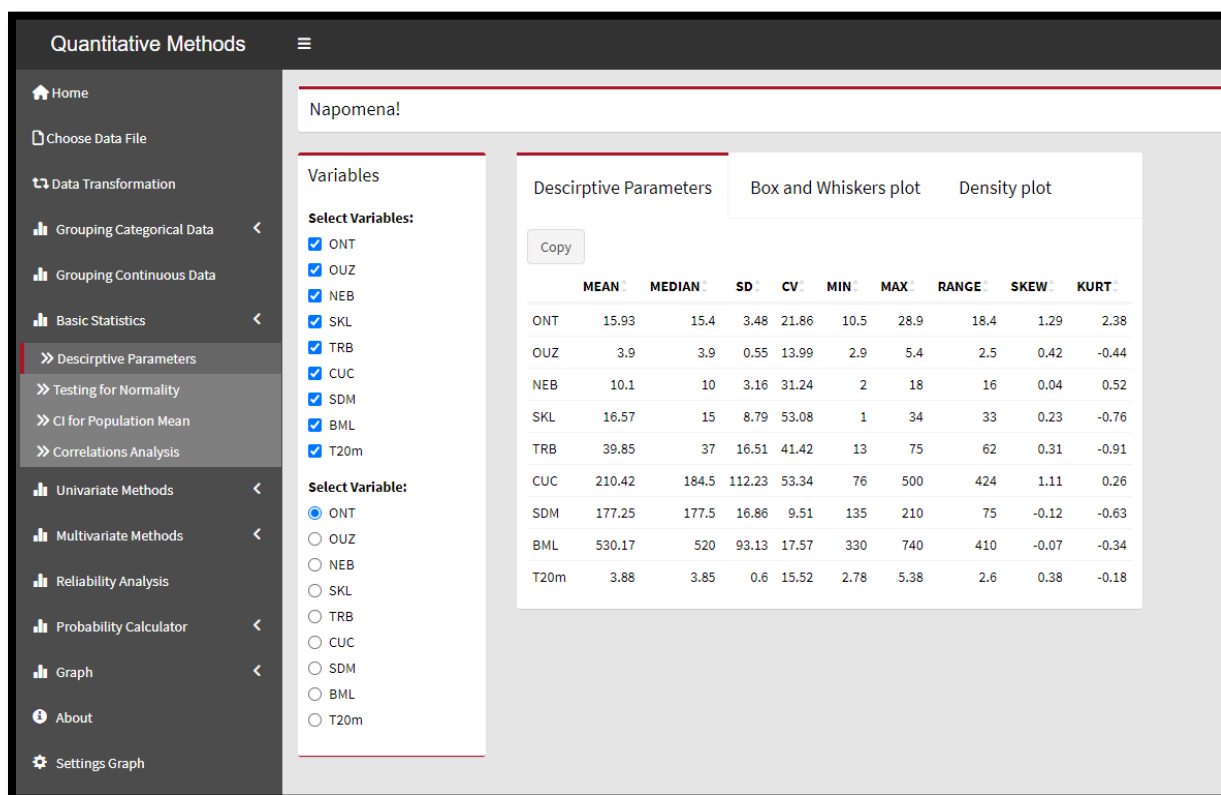 Quantitative Methods
Home
Choose Data File
Data Transformation
Grouping Categorical Data
Grouping Continuous Data
Basic Statistics
Descirptive Parameters
Testing for Normality
CI for Population Mean
Correlations Analysis
Univariate Methods
Multivariate Methods
Reliability Analysis
Probability Calculator
Graph
About
Settings Graph
Napomena!
Variables
Select Variables:
ONT
OUZ
NEB
SKL
TRB
CUC
SDM
BML
T20m
Select Variable:
ONT
OUZ
NEB
SKL
TRB
CUC
SDM
BML
T20m
Descirptive Parameters Box and Whiskers plot Density plot
Copy
MEAN MEDIAN SD CV MIN MAX RANGE SKEW KURT
ONT 15.93 15.4 3.48 21.86 10.5 28.9 18.4 1.29 2.38
OUZ 3.9 3.9 0.55 13.99 2.9 5.4 2.5 0.42 -0.44
NEB 10.1 10 3.16 31.24 2 18 16 0.04 0.52
SKL 16.57 15 8.79 53.08 1 34 33 0.23 -0.76
TRB 39.85 37 16.51 41.42 13 75 62 0.31 -0.91
CUC 210.42 184.5 112.23 53.34 76 500 424 1.11 0.26
SDM 177.25 177.5 16.86 9.51 135 210 75 -0.12 -0.63
BML 530.17 520 93.13 17.57 330 740 410 -0.07 -0.34
T20m 3.88 3.85 0.6 15.52 2.78 5.38 2.6 0.38 -0.18